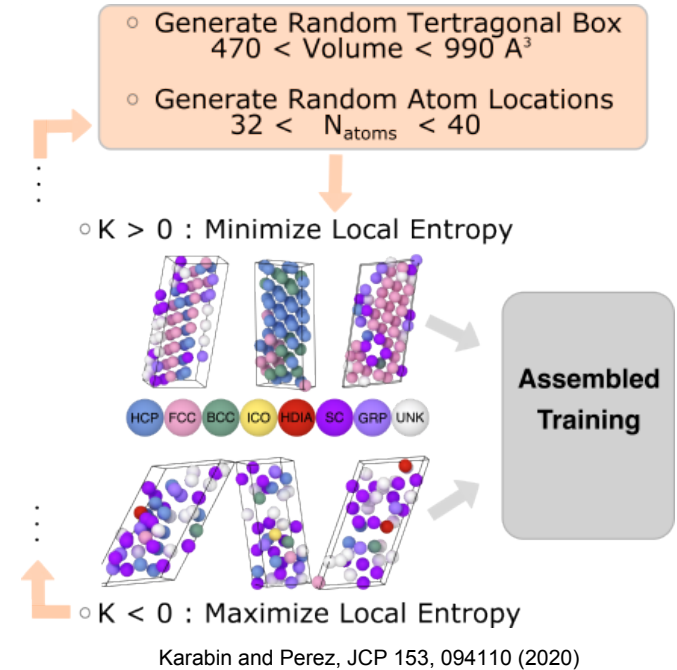 ◦ Generate Random Tertragonal Box
470 < Volume < 990 A³
◦ Generate Random Atom Locations
32 < N_atoms < 40
◦ K > 0 : Minimize Local Entropy
HCP FCC BCC ICO HDIA SC GRP UNK
Assembled
Training
◦ K < 0 : Maximize Local Entropy
Karabin and Perez, JCP 153, 094110 (2020)